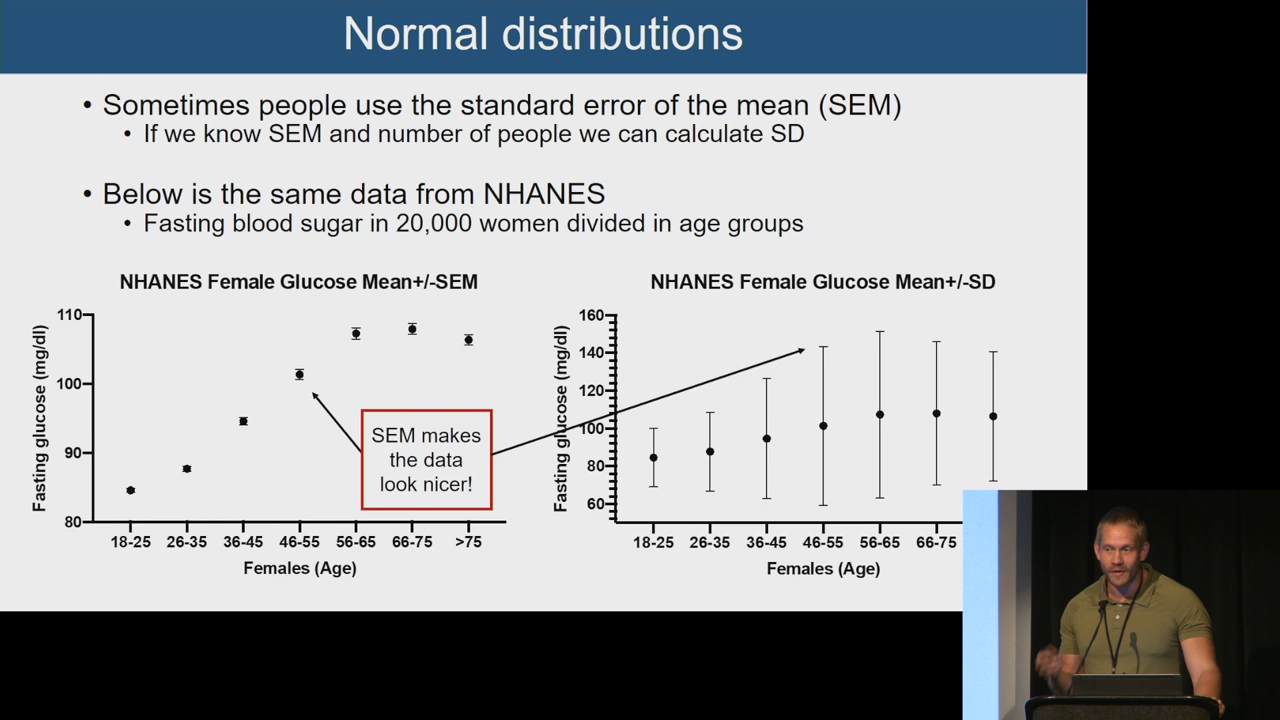 Normal distributions
• Sometimes people use the standard error of the mean (SEM)
• If we know SEM and number of people we can calculate SD
• Below is the same data from NHANES
• Fasting blood sugar in 20,000 women divided in age groups
NHANES Female Glucose Mean+/-SEM
Fasting glucose (mg/dl)
110
100
90
80
18-25 26-35 36-45 46-55 56-65 66-75 >75
Females (Age)
SEM makes
the data
look nicer!
NHANES Female Glucose Mean+/-SD
Fasting glucose (mg/dl)
160
140
120
100
80
60
18-25 26-35 36-45 46-55 56-65 66-75
Females (Age)